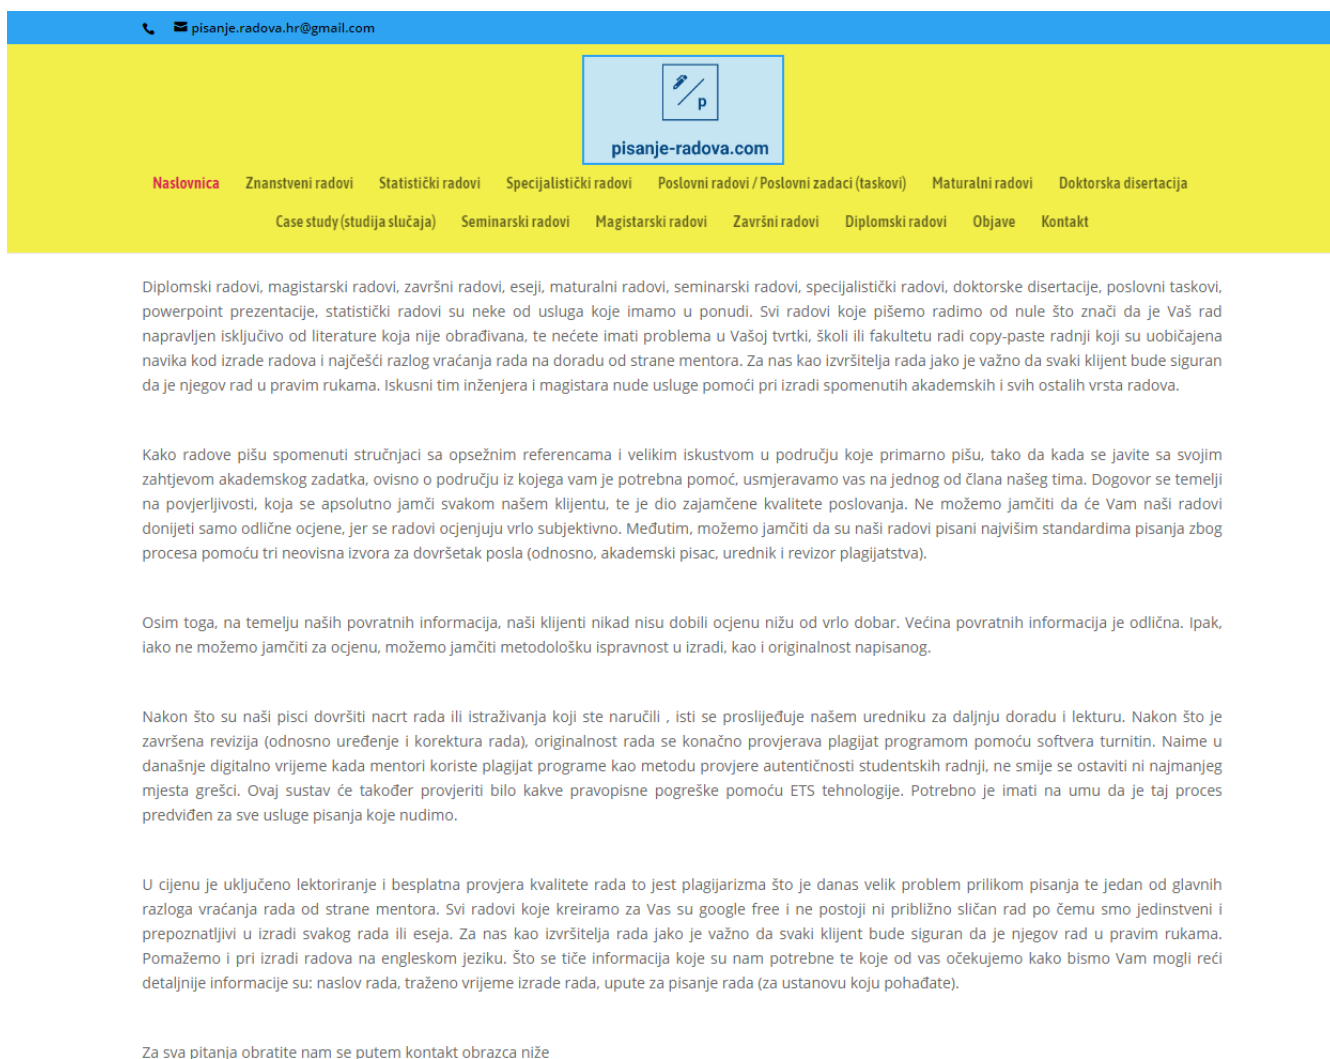 pisanje.radova.hr@gmail.com
p
pisanje-radova.com
Naslovnica Znanstveni radovi Statistički radovi Specijalistički radovi Poslovni radovi / Poslovni zadaci (taskovi) Maturalni radovi Doktorska disertacija
Case study (studija slučaja) Seminarski radovi Magistarski radovi Završni radovi Diplomski radovi Objave Kontakt
Diplomski radovi, magistarski radovi, završni radovi, eseji, maturalni radovi, seminarski radovi, specijalistički radovi, doktorske disertacije, poslovni taskovi,
powerpoint prezentacije, statistički radovi su neke od usluga koje imamo u ponudi. Svi radovi koje pišemo radimo od nule što znači da je Vaš rad
napravljen isključivo od literature koja nije obrađivana, te nećete imati problema u Vašoj tvrtki, školi ili fakultetu radi copy-paste radnji koji su uobičajena
navika kod izrade radova i najčešći razlog vraćanja rada na doradu od strane mentora. Za nas kao izvršitelja rada jako je važno da svaki klijent bude siguran
da je njegov rad u pravim rukama. Iskusni tim inženjera i magistara nude usluge pomoći pri izradi spomenutih akademskih i svih ostalih vrsta radova.
Kako radove pišu spomenuti stručnjaci sa opsežnim referencama i velikim iskustvom u području koje primarno pišu, tako da kada se javite sa svojim
zahtjevom akademskog zadatka, ovisno o području iz kojega vam je potrebna pomoć, usmjeravamo vas na jednog od člana našeg tima. Dogovor se temelji
na povjerljivosti, koja se apsolutno jamči svakom našem klijentu, te je dio zajamčene kvalitete poslovanja. Ne možemo jamčiti da će Vam naši radovi
donijeti samo odlične ocjene, jer se radovi ocjenjuju vrlo subjektivno. Međutim, možemo jamčiti da su naši radovi pisani najvišim standardima pisanja zbog
procesa pomoću tri neovisna izvora za dovršetak posla (odnosno, akademski pisac, urednik i revizor plagijatstva).
Osim toga, na temelju naših povratnih informacija, naši klijenti nikad nisu dobili ocjenu nižu od vrlo dobar. Većina povratnih informacija je odlična. Ipak,
iako ne možemo jamčiti za ocjenu, možemo jamčiti metodološku ispravnost u izradi, kao i originalnost napisanog.
Nakon što su naši pisci dovršiti nacrt rada ili istraživanja koji ste naručili , isti se proslijeđuje našem uredniku za daljnju doradu i lekturu. Nakon što je
završena revizija (odnosno uređenje i korektura rada), originalnost rada se konačno provjerava plagijat programom pomoću softvera turnitin. Naime u
današnje digitalno vrijeme kada mentori koriste plagijat programe kao metodu provjere autentičnosti studentskih radnji, ne smije se ostaviti ni najmanjeg
mjesta grešci. Ovaj sustav će također provjeriti bilo kakve pravopisne pogreške pomoću ETS tehnologije. Potrebno je imati na umu da je taj proces
predviđen za sve usluge pisanja koje nudimo.
U cijenu je uključeno lektoriranje i besplatna provjera kvalitete rada to jest plagijarizma što je danas velik problem prilikom pisanja te jedan od glavnih
razloga vraćanja rada od strane mentora. Svi radovi koje kreiramo za Vas su google free i ne postoji ni približno sličan rad po čemu smo jedinstveni i
prepoznatljivi u izradi svakog rada ili eseja. Za nas kao izvršitelja rada jako je važno da svaki klijent bude siguran da je njegov rad u pravim rukama.
Pomažemo i pri izradi radova na engleskom jeziku. Što se tiče informacija koje su nam potrebne te koje od vas očekujemo kako bismo Vam mogli reći
detaljnije informacije su: naslov rada, traženo vrijeme izrade rada, upute za pisanje rada (za ustanovu koju pohađate).
Za sva pitanja obratite nam se putem kontakt obrazca niže